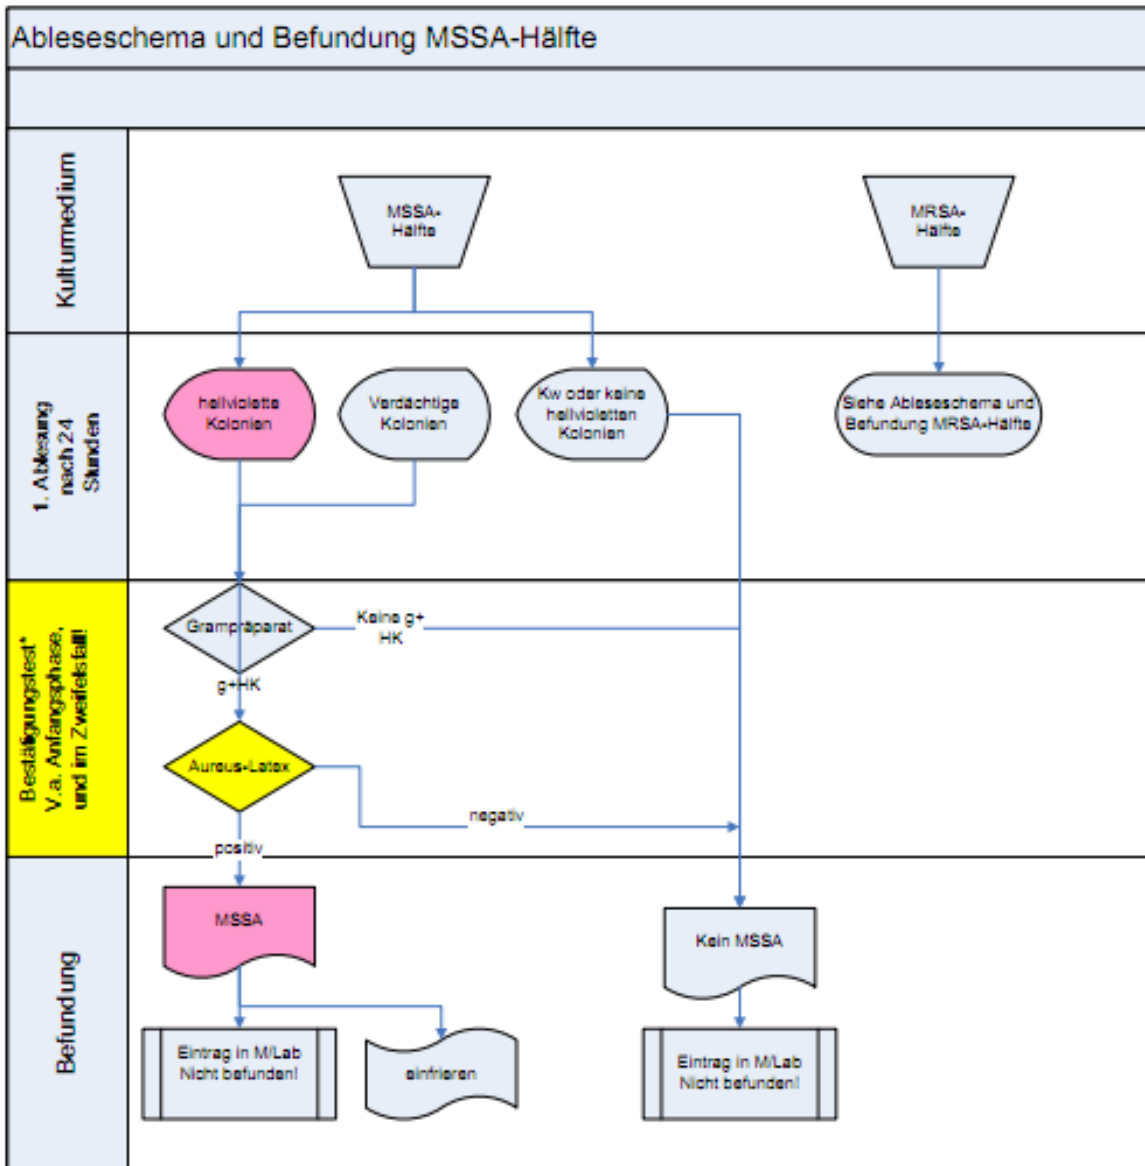 Ableseschema und Befundung MSSA-Hälfte
Kulturmedium
MSSA-
Hälfte
MRSA-
Hälfte
1. Ablesung
nach 24
Stunden
hellviolette
Kolonien
Verdächtige
Kolonien
Kw oder keine
hellvioletten
Kolonien
Siehe Ableseschema und
Befundung MRSA-Hälfte
Bestätigungstest*
V.a. Anfangsphase,
und im Zweifelsfall!
Grampräparat
Keine g+
HK
g+HK
Aureus-Latex
negativ
positiv
Befundung
MSSA
Kein MSSA
Eintrag in M/Lab
Nicht befunden!
einfrieren
Eintrag in M/Lab
Nicht befunden!